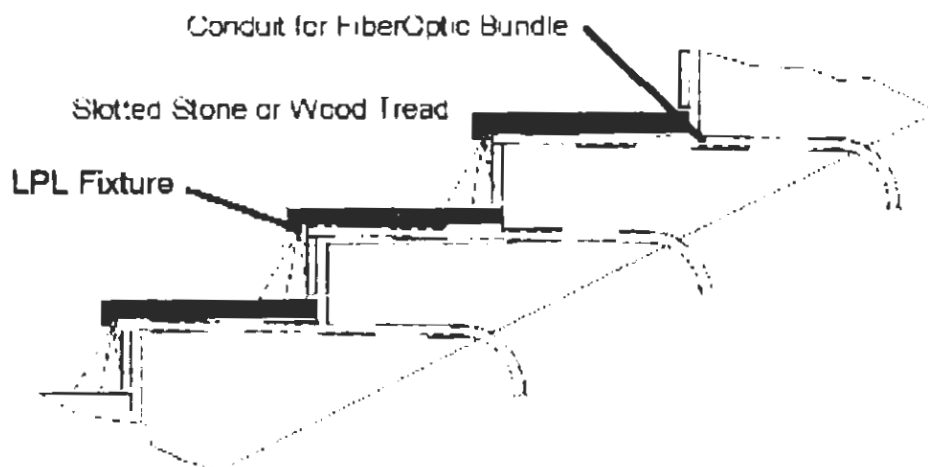 Conduit for FiberOptic Bundle
Slotted Stone or Wood Tread
LPL Fixture